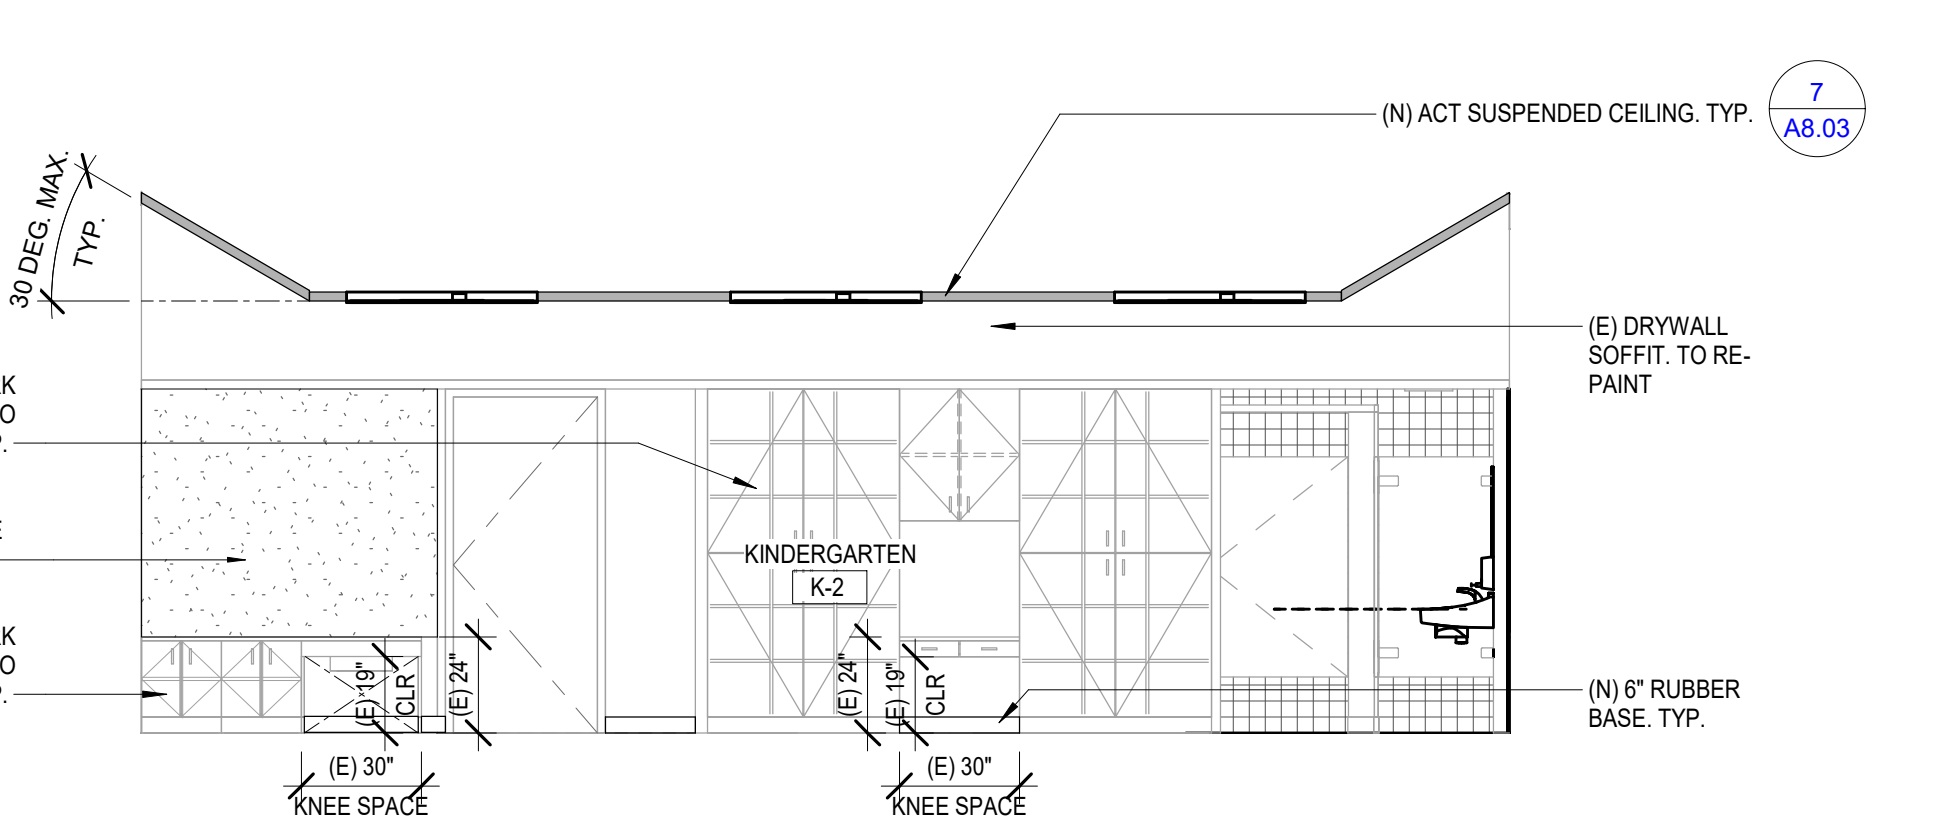 7
(N) ACT SUSPENDED CEILING. TYP.
A8.03
30 DEG. MAX.
TYP.
(E) DRYWALL
SOFFIT. TO RE-
PAINT
KINDERGARTEN
K-2
(E) 19"
CLR
(E) 24"
(E) 24"
(E) 19"
CLR
(N) 6" RUBBER
BASE. TYP.
(E) 30"
KNEE SPACE
(E) 30"
KNEE SPACE